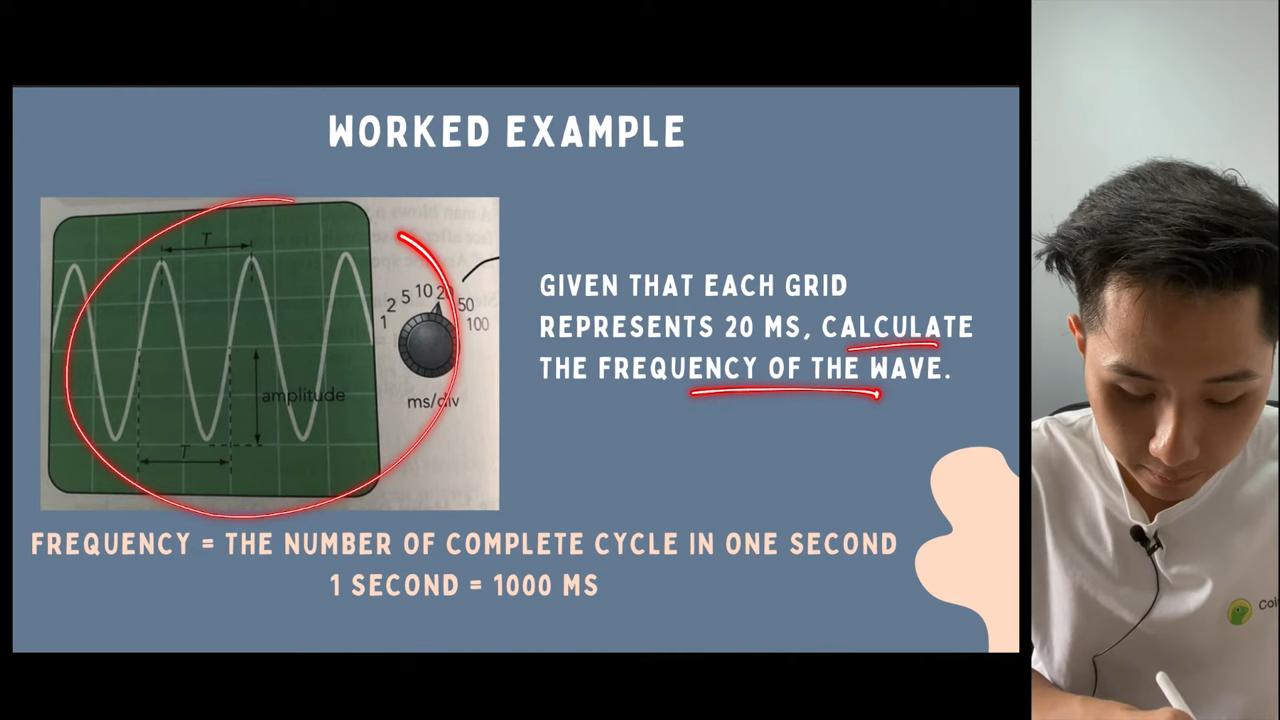 WORKED EXAMPLE
T
amplitude
T
1 2 5 10 20 50 100
ms/div
GIVEN THAT EACH GRID
REPRESENTS 20 MS, CALCULATE
THE FREQUENCY OF THE WAVE.
FREQUENCY = THE NUMBER OF COMPLETE CYCLE IN ONE SECOND
1 SECOND = 1000 MS